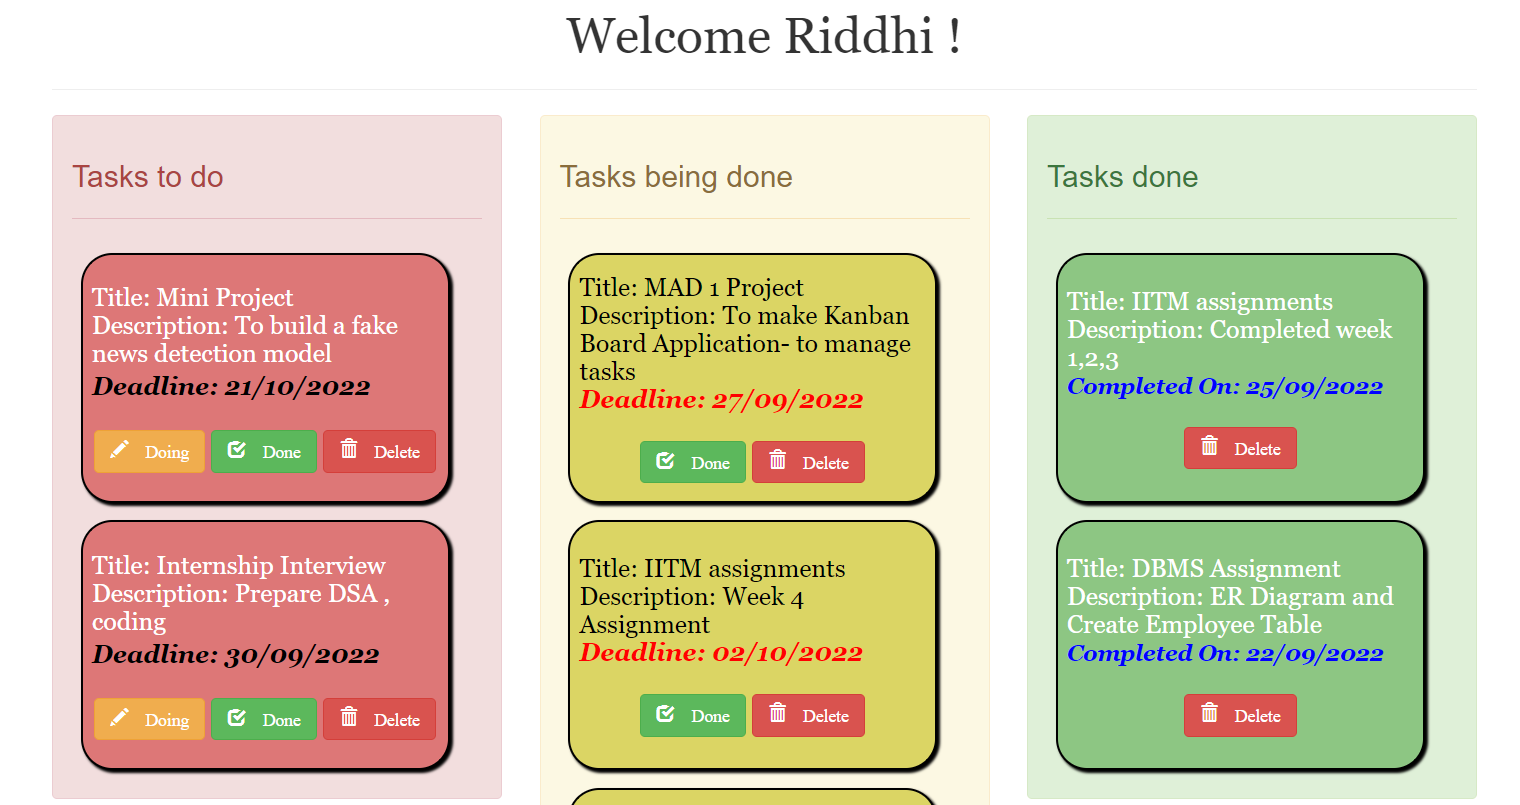 Welcome Riddhi !
Tasks to do
Title: Mini Project
Description: To build a fake
news detection model
Deadline: 21/10/2022
Doing Done Delete
Title: Internship Interview
Description: Prepare DSA ,
coding
Deadline: 30/09/2022
Doing Done Delete
Tasks being done
Title: MAD 1 Project
Description: To make Kanban
Board Application- to manage
tasks
Deadline: 27/09/2022
Done Delete
Title: IITM assignments
Description: Week 4
Assignment
Deadline: 02/10/2022
Done Delete
Tasks done
Title: IITM assignments
Description: Completed week
1,2,3
Completed On: 25/09/2022
Delete
Title: DBMS Assignment
Description: ER Diagram and
Create Employee Table
Completed On: 22/09/2022
Delete